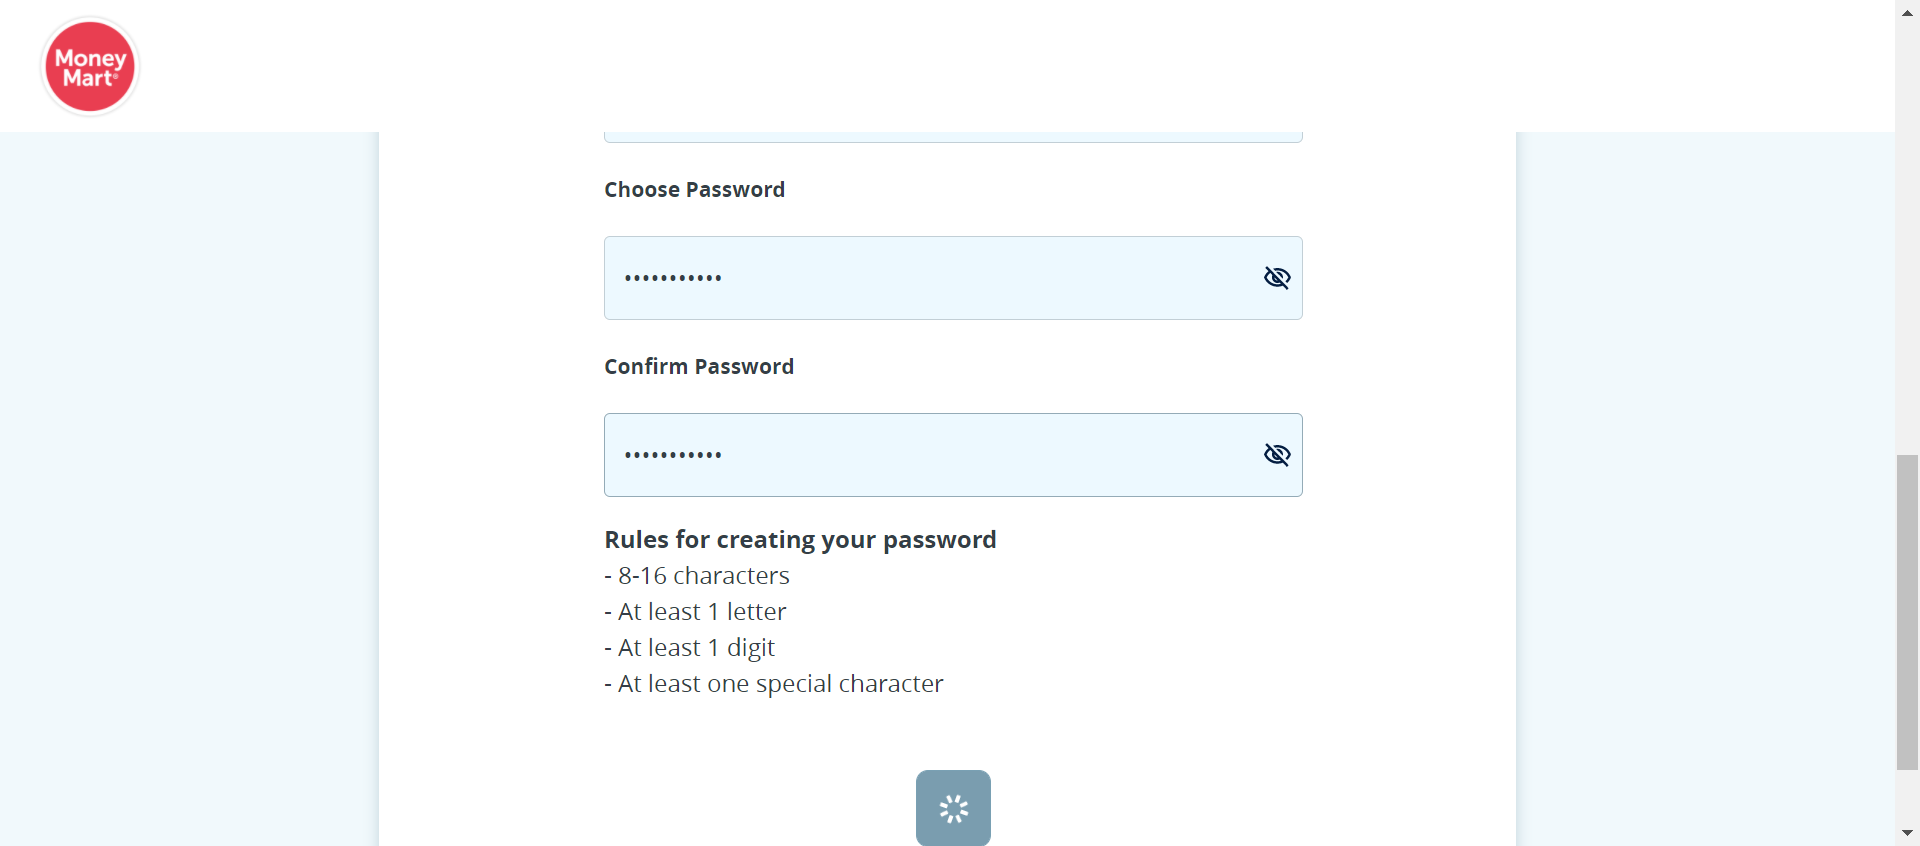 Money
Mart®
Choose Password
•••••••••••
Confirm Password
•••••••••••
Rules for creating your password
- 8-16 characters
- At least 1 letter
- At least 1 digit
- At least one special character